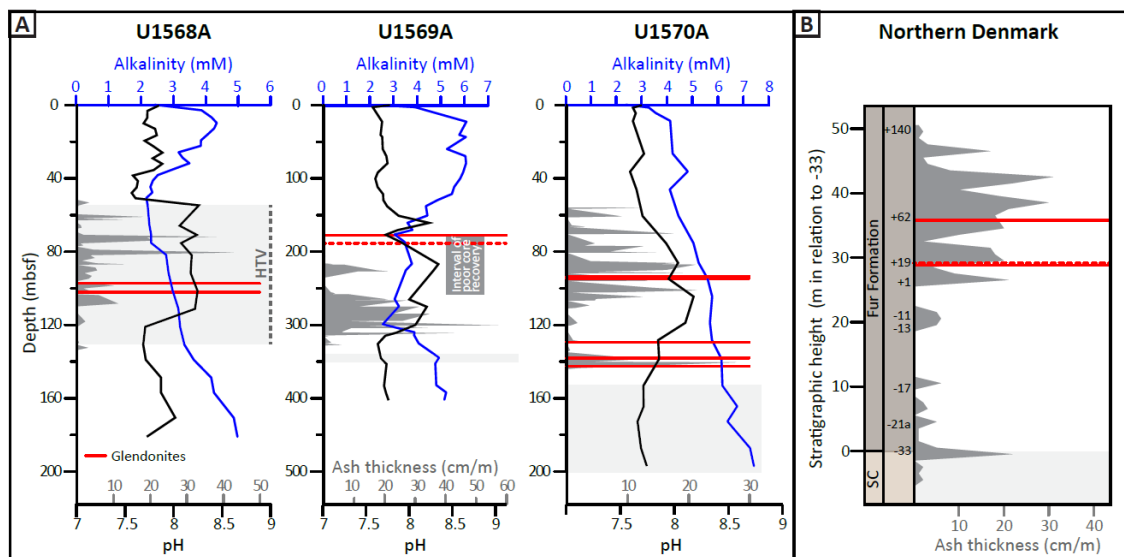 A
U1568A
U1569A
U1570A
B
Northern Denmark
Alkalinity (mM)
Alkalinity (mM)
Alkalinity (mM)
0 1 2 3 4 5 6
0 1 2 3 4 5 6 7
0 1 2 3 4 5 6 7 8
Depth (mbsf)
0
40
80
120
160
200
HTV
Glendonites
10 20 30 40 50
7 7.5 8 8.5 9
pH
0
100
200
300
400
500
Interval of
poor core
recovery
Ash thickness (cm/m)
10 20 30 40 50 60
7 7.5 8 8.5 9
pH
0
40
80
120
160
200
10 20 30
7 7.5 8 8.5 9
pH
Stratigraphic height (m in relation to -33)
50
40
30
20
10
0
Fur Formation
SC
+140
+62
+19
+1
-11
-13
-17
-21a
-33
10 20 30 40
Ash thickness (cm/m)